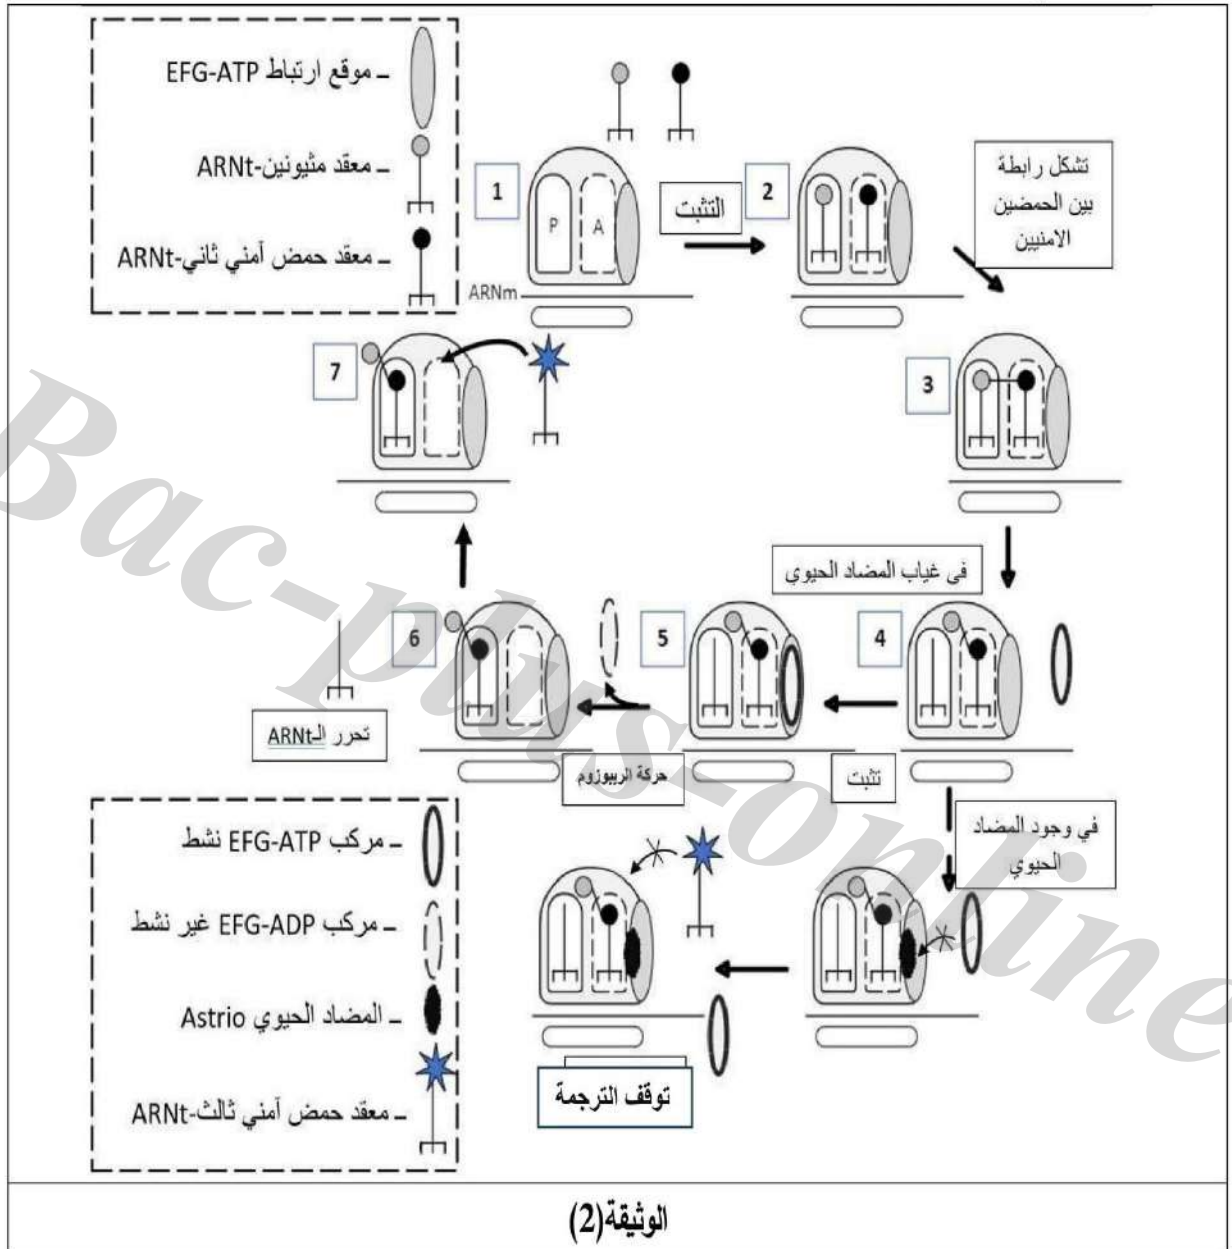 ـ موقع ارتباط EFG-ATP
ـ معقد مثيونين-ARNt
ـ معقد حمض آمني ثاني-ARNt
1
P
A
ARNm
التثبت
2
تشكل رابطة
بين الحمضين
الامنيين
3
في غياب المضاد الحيوي
4
تثبت
5
حركة الريبوزوم
6
تحرر الـARNt
7
في وجود المضاد
الحيوي
توقف الترجمة
ـ مركب EFG-ATP نشط
ـ مركب EFG-ADP غير نشط
ـ المضاد الحيوي Astrio
ـ معقد حمض آمني ثالث-ARNt
الوثيقة(2)
Bac-plus-online